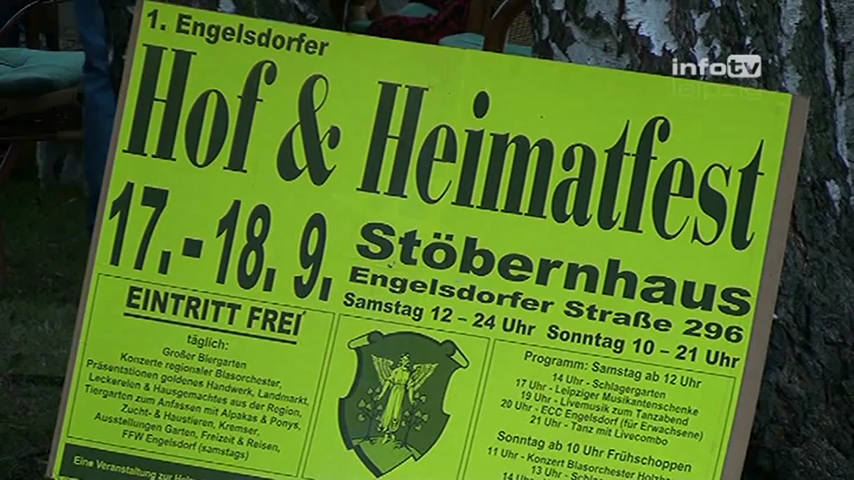 infotv
leipzig
1. Engelsdorfer
Hof & Heimatfest
17.-18. 9.
Stöbernhaus
Engelsdorfer Straße 296
Samstag 12 – 24 Uhr Sonntag 10 – 21 Uhr
EINTRITT FREI
täglich:
Großer Biergarten
Konzerte regionaler Blasorchester,
Präsentationen goldenes Handwerk, Landmarkt,
Leckereien & Hausgemachtes aus der Region,
Tiergarten zum Anfassen mit Alpakas & Ponys,
Zucht- & Haustieren, Kremser,
Ausstellungen Garten, Freizeit & Reisen,
FFW Engelsdorf (samstags)
Eine Veranstaltung zur
Programm: Samstag ab 12 Uhr
14 Uhr - Schlagergarten
17 Uhr - Leipziger Musikantenschenke
19 Uhr - Livemusik zum Tanzabend
20 Uhr - ECC Engelsdorf (für Erwachsene)
21 Uhr - Tanz mit Livecombo
Sonntag ab 10 Uhr Frühschoppen
11 Uhr - Konzert Blasorchester
13 Uhr -